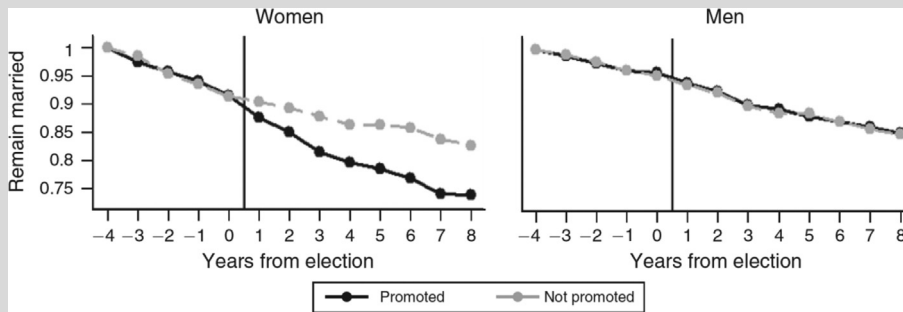 Women
Men
Remain married
1
0.95
0.9
0.85
0.8
0.75
−4 −3 −2 −1 0 1 2 3 4 5 6 7 8
−4 −3 −2 −1 0 1 2 3 4 5 6 7 8
Years from election
Years from election
Promoted
Not promoted